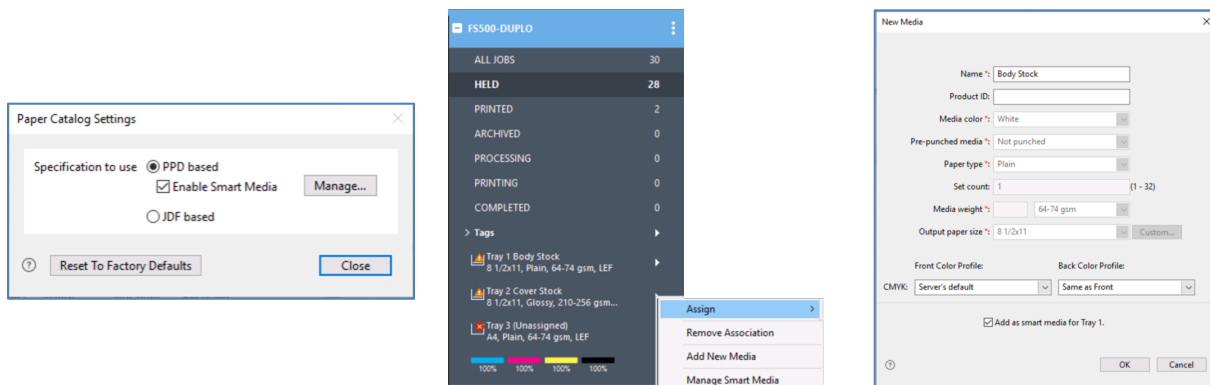 Paper Catalog Settings
Specification to use PPD based
Enable Smart Media Manage...
JDF based
Reset To Factory Defaults Close
FS500-DUPLO
ALL JOBS 30
HELD 28
PRINTED 2
ARCHIVED 0
PROCESSING 0
PRINTING 0
COMPLETED 0
Tags
Tray 1 Body Stock
8 1/2x11, Plain, 64-74 gsm, LEF
Tray 2 Cover Stock
8 1/2x11, Glossy, 210-256 gsm...
Tray 3 (Unassigned)
A4, Plain, 64-74 gsm, LEF
100% 100% 100% 100%
Assign
Remove Association
Add New Media
Manage Smart Media
New Media
Name *: Body Stock
Product ID:
Media color *: White
Pre-punched media *: Not punched
Paper type *: Plain
Set count: 1 (1 - 32)
Media weight *: 64-74 gsm
Output paper size *: 8 1/2x11 Custom...
Front Color Profile: Back Color Profile:
CMYK: Server's default Same as Front
Add as smart media for Tray 1.
OK Cancel